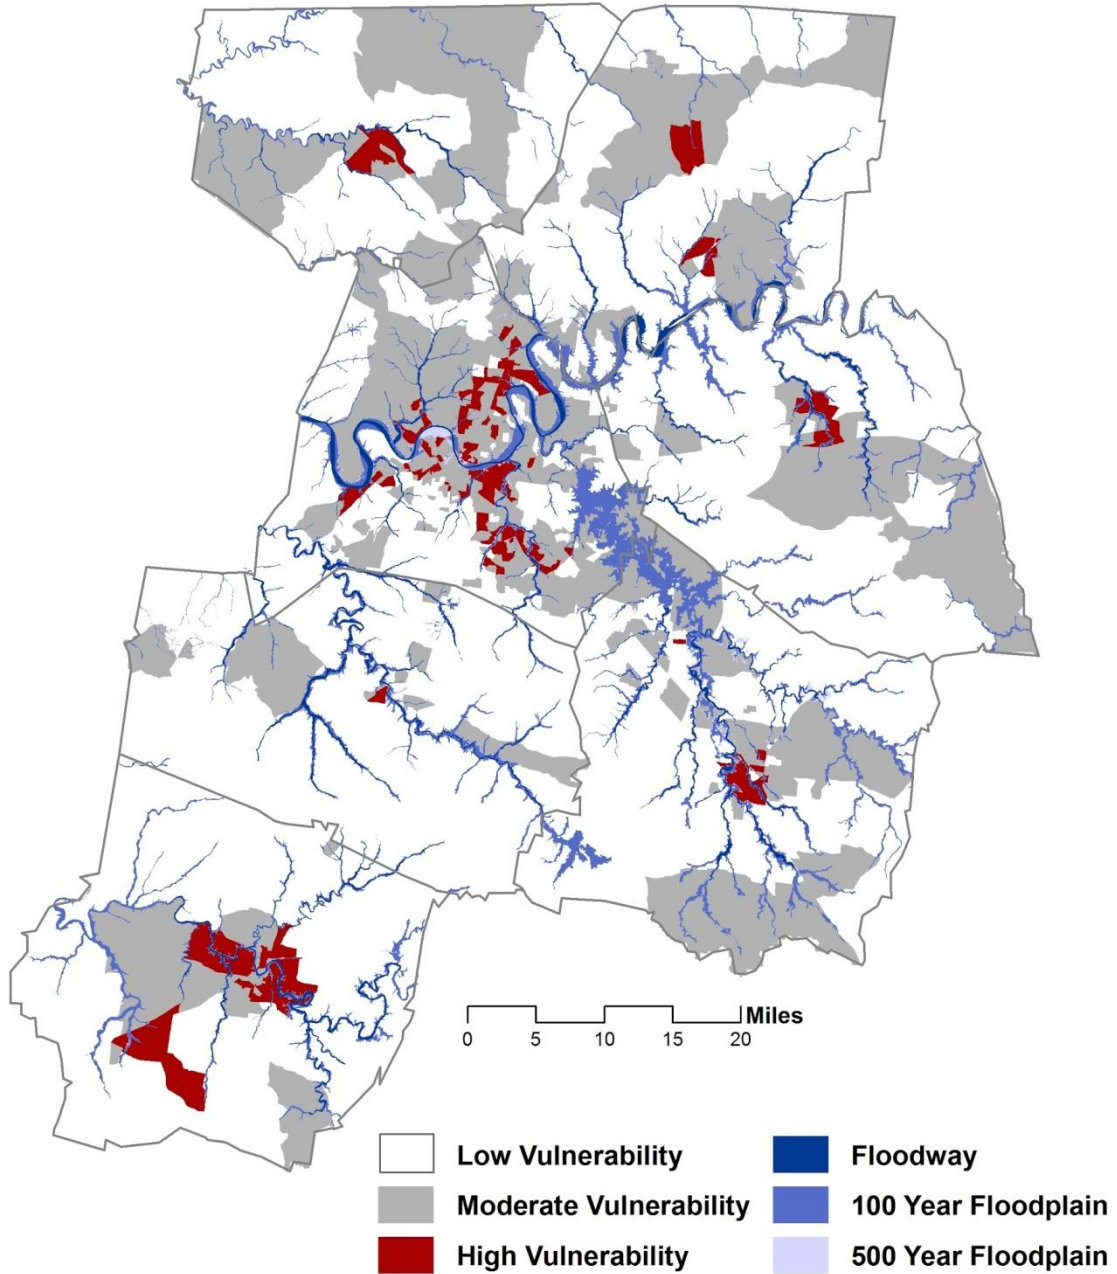 Miles
0 5 10 15 20
Low Vulnerability
Moderate Vulnerability
High Vulnerability
Floodway
100 Year Floodplain
500 Year Floodplain